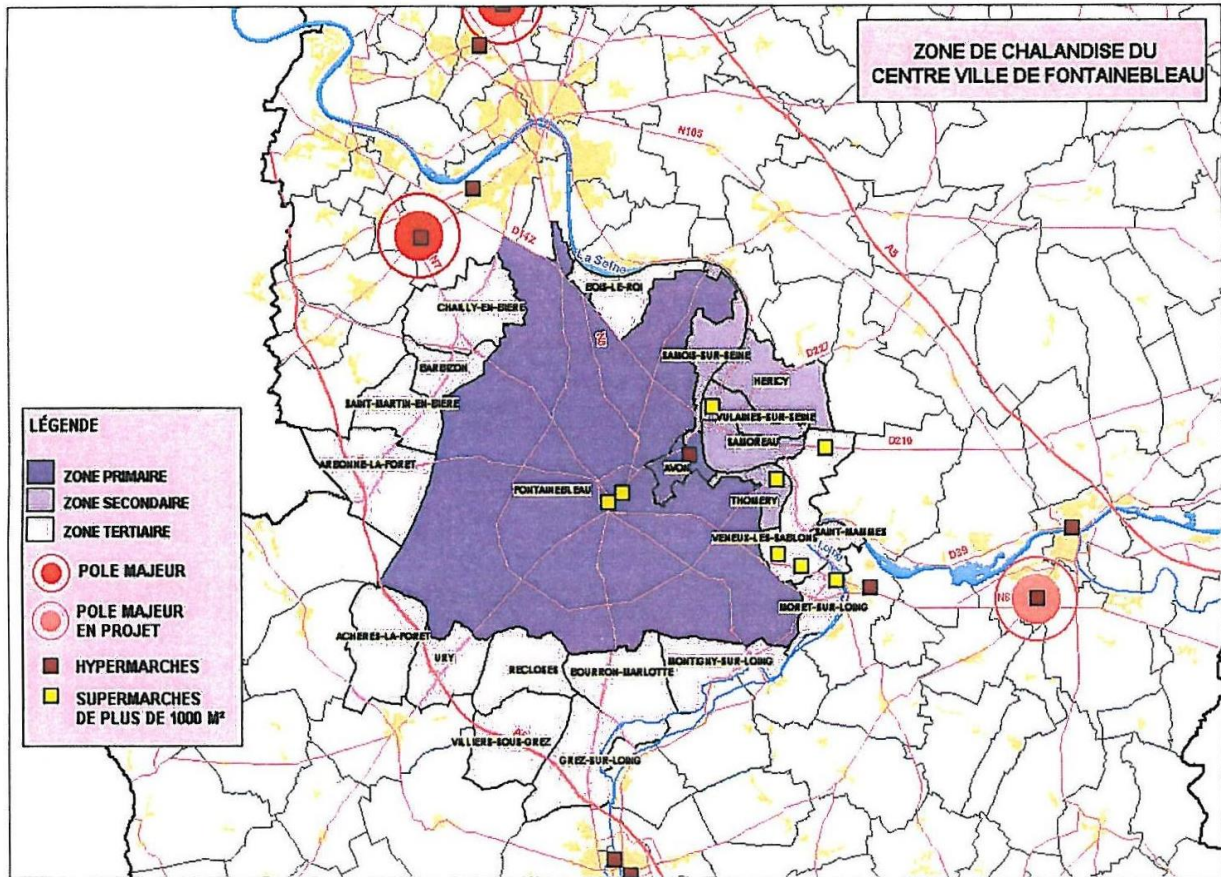 ZONE DE CHALANDISE DU
CENTRE VILLE DE FONTAINEBLEAU
N105
A5
D142
La Seine
BOIS-LE-ROI
CHAILLY-EN-BIERE
N6
D227
SAMOIS-SUR-SEINE
HERICY
BARBIZON
SAINT-MARTIN-EN-BIERE
VULAINES-SUR-SEINE
SAMOREAU
D210
ARBONNE-LA-FORET
AVON
FONTAINEBLEAU
THOMERY
SAINT-MAMMES
VENEUX-LES-SABLONS
Loing
D39
N6
MORET-SUR-LOING
ACHERES-LA-FORET
URY
RECLOSES
BOURRON-MARLOTTE
MONTIGNY-SUR-LOING
VILLIERS-SOUS-GREZ
GREZ-SUR-LOING
LÉGENDE
ZONE PRIMAIRE
ZONE SECONDAIRE
ZONE TERTIAIRE
POLE MAJEUR
POLE MAJEUR
EN PROJET
HYPERMARCHES
SUPERMARCHES
DE PLUS DE 1000 M²